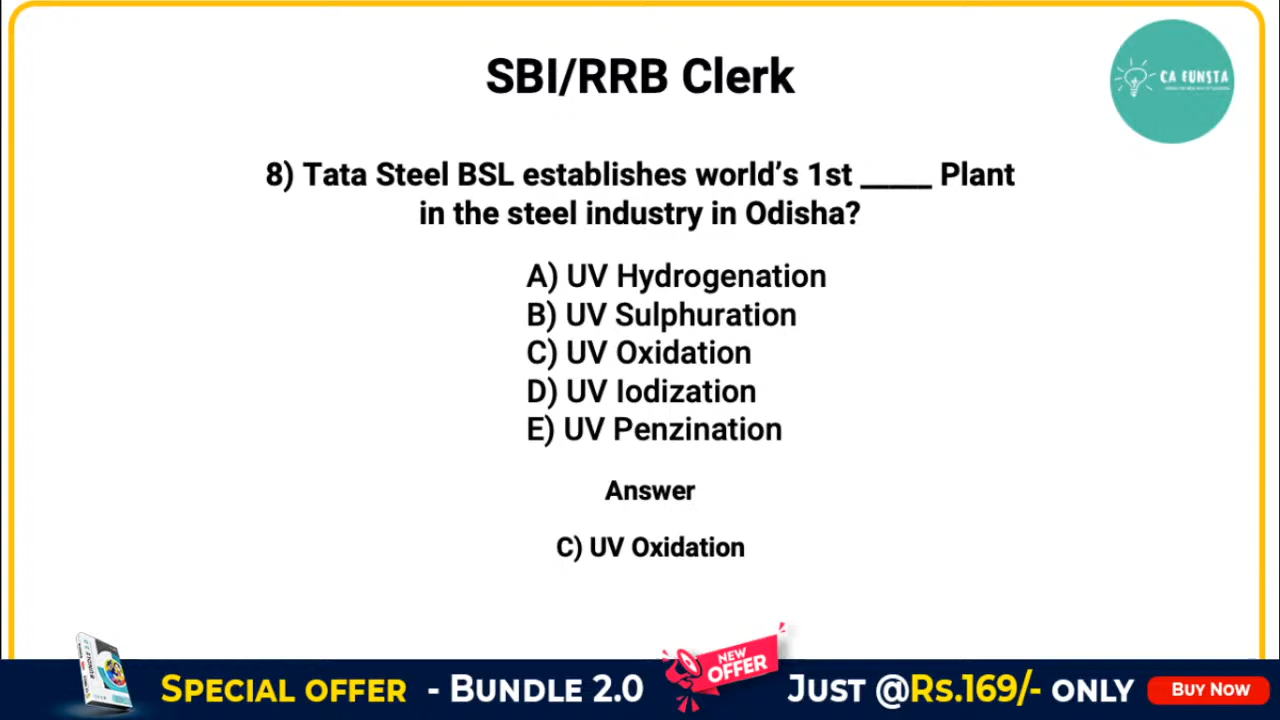 SBI/RRB Clerk
CA FUNSTA
8) Tata Steel BSL establishes world’s 1st _____ Plant
in the steel industry in Odisha?
A) UV Hydrogenation
B) UV Sulphuration
C) UV Oxidation
D) UV Iodization
E) UV Penzination
Answer
C) UV Oxidation
NEW
OFFER
SPECIAL OFFER - BUNDLE 2.0 JUST @Rs.169/- ONLY Buy Now